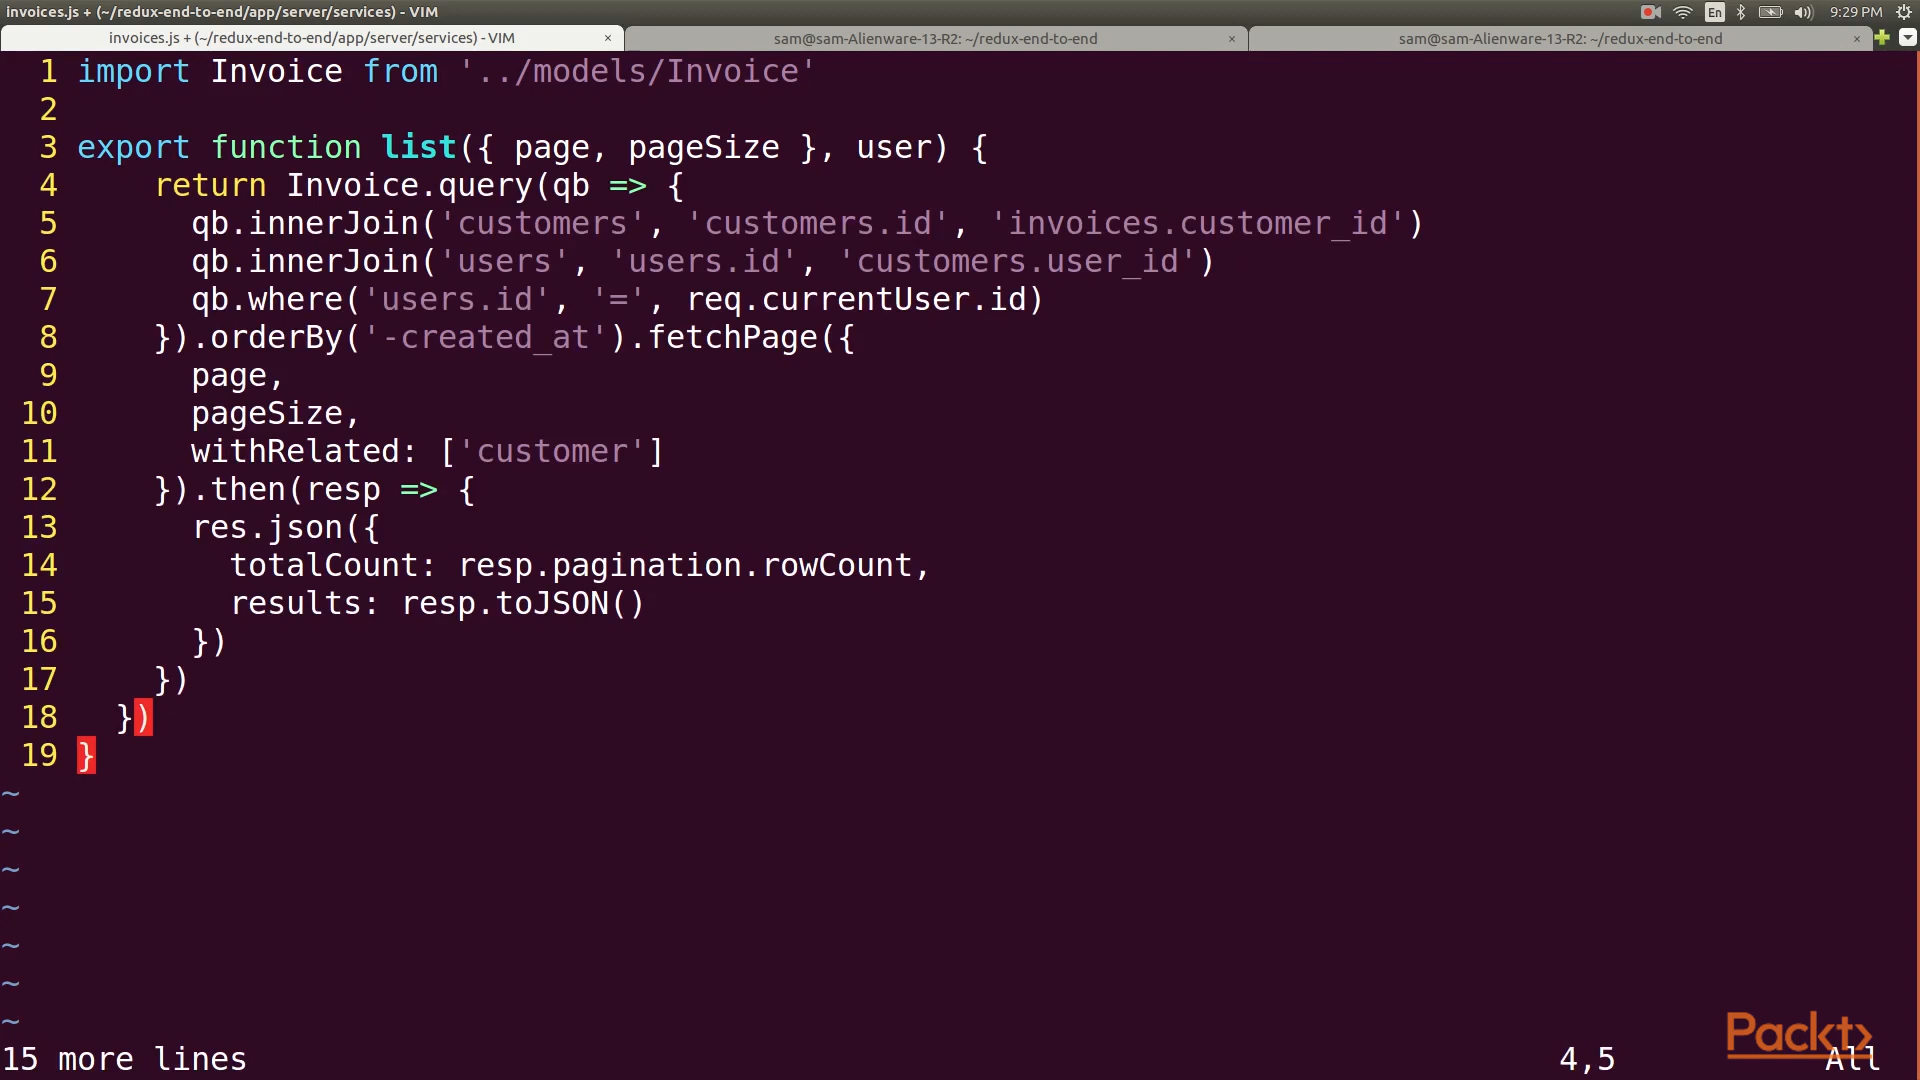 invoices.js + (~/redux-end-to-end/app/server/services) - VIM
En
9:29 PM
invoices.js + (~/redux-end-to-end/app/server/services) - VIM ×
sam@sam-Alienware-13-R2: ~/redux-end-to-end ×
sam@sam-Alienware-13-R2: ~/redux-end-to-end ×
1 import Invoice from '../models/Invoice'
2
3 export function list({ page, pageSize }, user) {
4     return Invoice.query(qb => {
5       qb.innerJoin('customers', 'customers.id', 'invoices.customer_id')
6       qb.innerJoin('users', 'users.id', 'customers.user_id')
7       qb.where('users.id', '=', req.currentUser.id)
8     }).orderBy('-created_at').fetchPage({
9       page,
10       pageSize,
11       withRelated: ['customer']
12     }).then(resp => {
13       res.json({
14         totalCount: resp.pagination.rowCount,
15         results: resp.toJSON()
16       })
17     })
18   })
19 }
~
~
~
~
~
~
~
Packt>
15 more lines
4,5
All